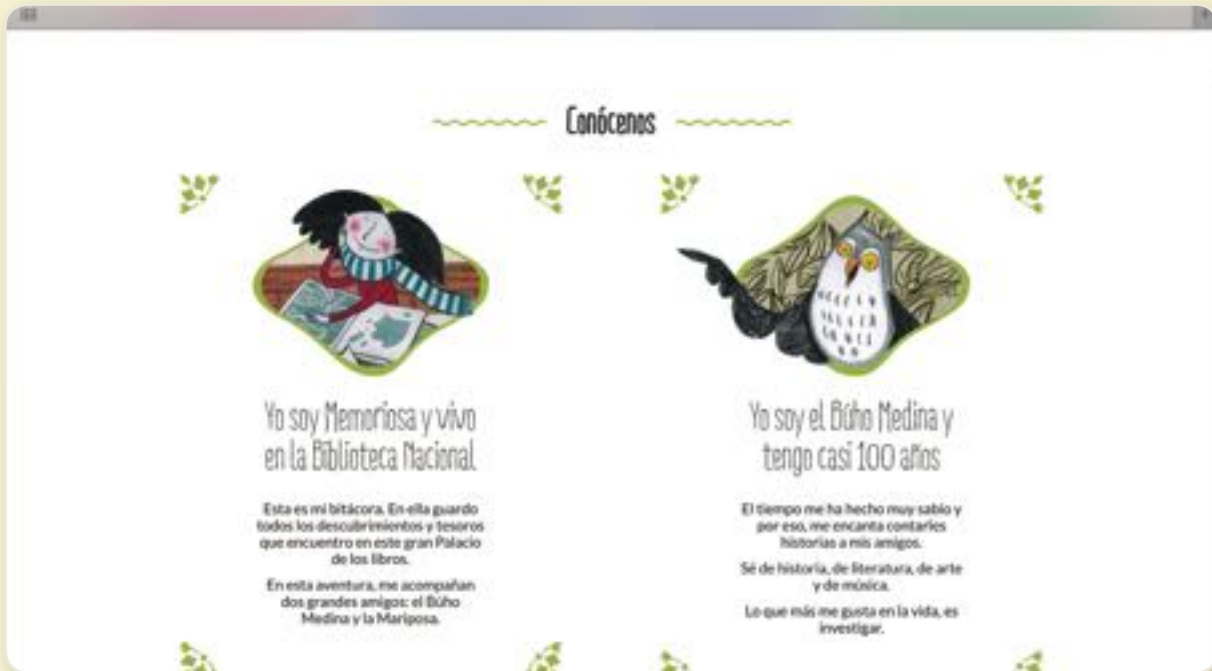 Conócenos
Yo soy Memoriosa y vivo
en la Biblioteca Nacional
Esta es mi bitácora. En ella guardo
todos los descubrimientos y tesoros
que encuentro en este gran Palacio
de los libros.
En esta aventura, me acompañan
dos grandes amigos: el Búho
Medina y la Mariposa.
Yo soy el Búho Medina y
tengo casi 100 años
El tiempo me ha hecho muy sabio y
por eso, me encanta contarles
historias a mis amigos.
Sé de historia, de literatura, de arte
y de música.
Lo que más me gusta en la vida, es
investigar.